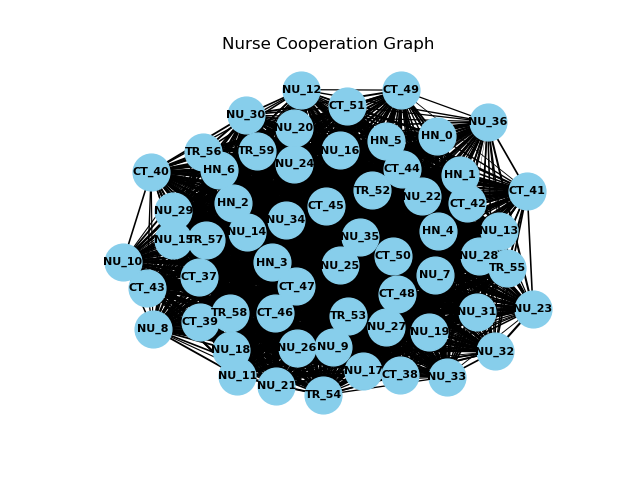 Nurse Cooperation Graph
NU_12
CT_49
CT_51
NU_30
NU_36
NU_20
HN_0
HN_5
TR_56
TR_59
NU_16
NU_24
CT_44
HN_6
CT_40
HN_1
TR_52
CT_41
NU_22
HN_2
CT_42
CT_45
NU_29
NU_34
NU_14
HN_4
NU_13
NU_15
TR_57
NU_35
NU_28
CT_50
NU_10
HN_3
NU_25
TR_55
CT_37
NU_7
CT_43
CT_47
CT_48
NU_23
TR_58
CT_46
TR_53
NU_31
CT_39
NU_8
NU_27
NU_19
NU_18
NU_26
NU_9
NU_32
NU_17
CT_38
NU_11
NU_33
NU_21
TR_54